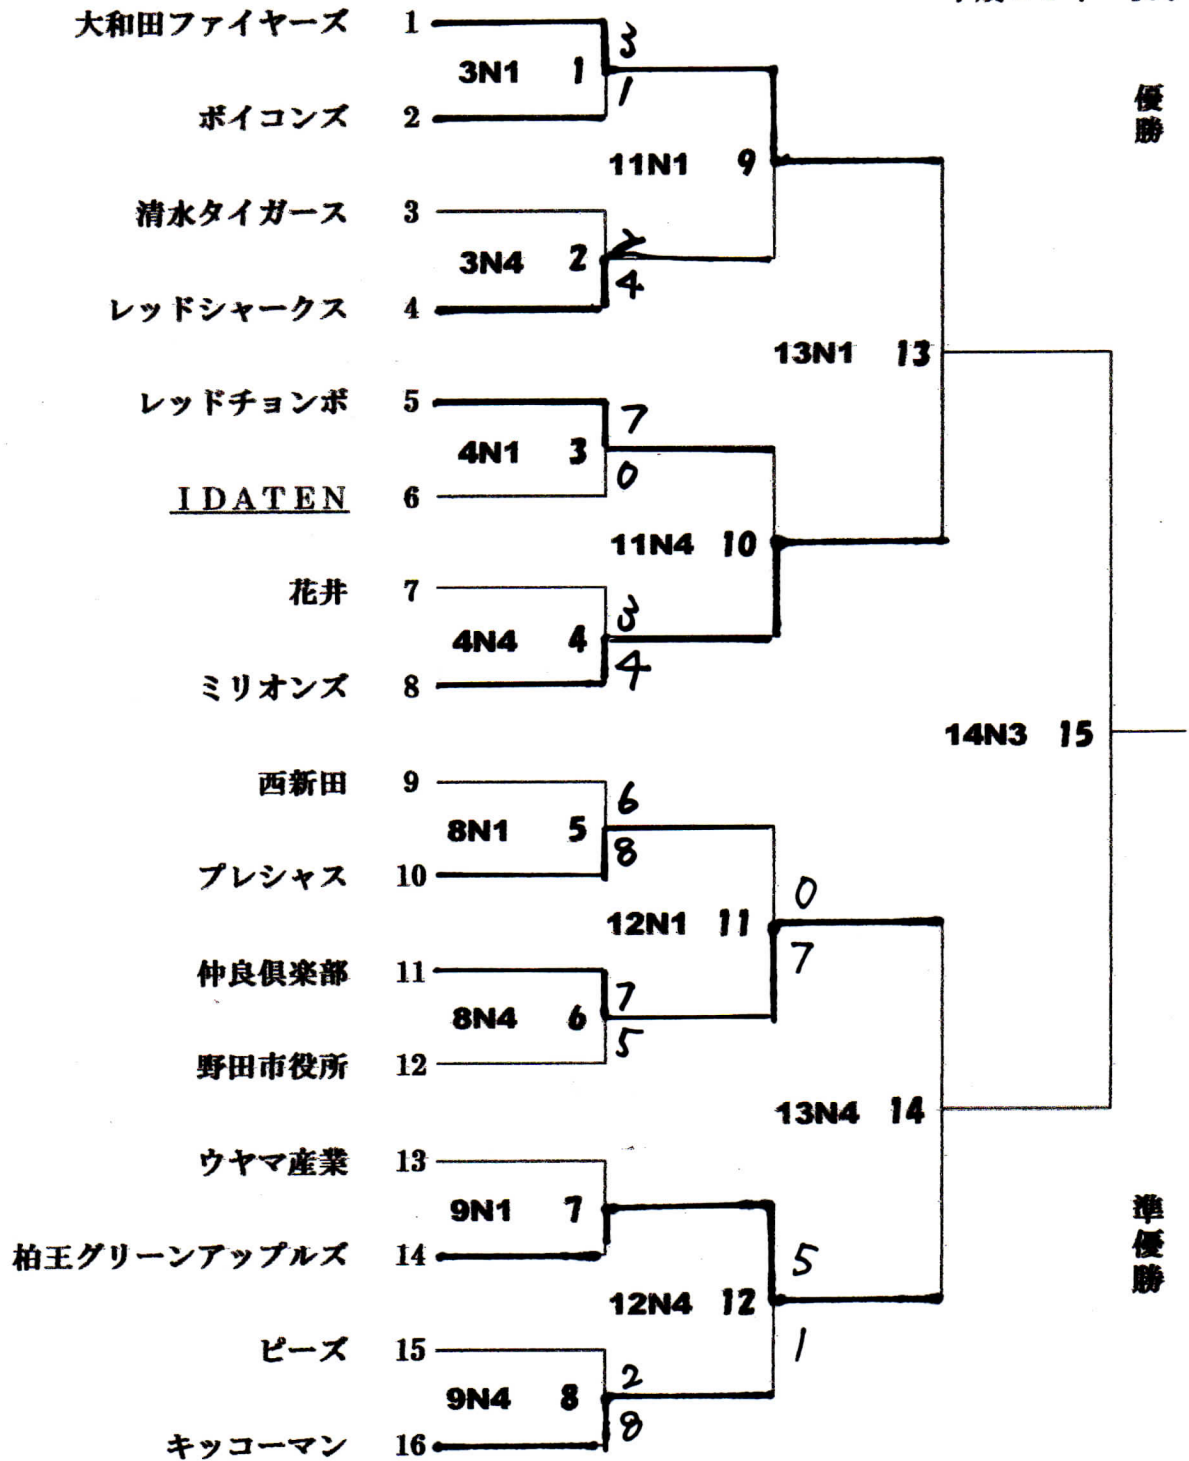 大和田ファイヤーズ 1
3N1 1 3
1
ボイコンズ 2
優勝
11N1 9
清水タイガース 3
3N4 2 2
4
レッドシャークス 4
13N1 13
レッドチョンボ 5
4N1 3 7
0
IDATEN 6
11N4 10
花井 7
4N4 4 3
4
ミリオンズ 8
14N3 15
西新田 9
8N1 5 6
8
プレシャス 10
12N1 11 0
7
仲良倶楽部 11
8N4 6 7
5
野田市役所 12
13N4 14
ウヤマ産業 13
9N1 7
柏王グリーンアップルズ 14
準優勝
12N4 12 5
1
ピーズ 15
9N4 8 2
8
キッコーマン 16